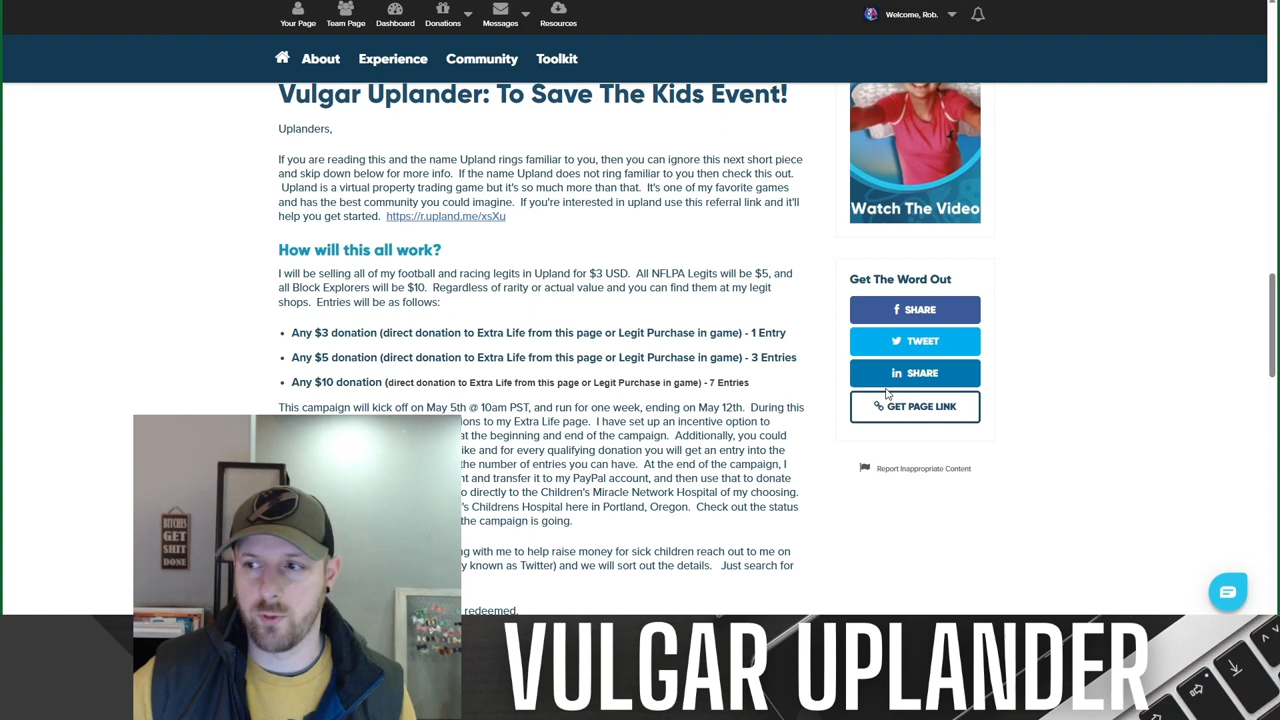 Your Page
Team Page
Dashboard
Donations
Messages
Resources
Welcome, Rob.
About
Experience
Community
Toolkit
Vulgar Uplander: To Save The Kids Event!
Uplanders,
If you are reading this and the name Upland rings familiar to you, then you can ignore this next short piece
and skip down below for more info. If the name Upland does not ring familiar to you then check this out.
Upland is a virtual property trading game but it's so much more than that. It's one of my favorite games
and has the best community you could imagine. If you're interested in upland use this referral link and it'll
help you get started. https://r.upland.me/xsXu
How will this all work?
I will be selling all of my football and racing legits in Upland for $3 USD. All NFLPA Legits will be $5, and
all Block Explorers will be $10. Regardless of rarity or actual value and you can find them at my legit
shops. Entries will be as follows:
• Any $3 donation (direct donation to Extra Life from this page or Legit Purchase in game) - 1 Entry
• Any $5 donation (direct donation to Extra Life from this page or Legit Purchase in game) - 3 Entries
• Any $10 donation (direct donation to Extra Life from this page or Legit Purchase in game) - 7 Entries
This campaign will kick off on May 5th @ 10am PST, and run for one week, ending on May 12th. During this
ions to my Extra Life page. I have set up an incentive option to
at the beginning and end of the campaign. Additionally, you could
ike and for every qualifying donation you will get an entry into the
the number of entries you can have. At the end of the campaign, I
nt and transfer it to my PayPal account, and then use that to donate
o directly to the Children's Miracle Network Hospital of my choosing.
's Childrens Hospital here in Portland, Oregon. Check out the status
the campaign is going.
ng with me to help raise money for sick children reach out to me on
y known as Twitter) and we will sort out the details. Just search for
redeemed.
Watch The Video
Get The Word Out
SHARE
TWEET
SHARE
GET PAGE LINK
Report Inappropriate Content
BITCHES
GET
SHIT
DONE
VULGAR UPLANDER